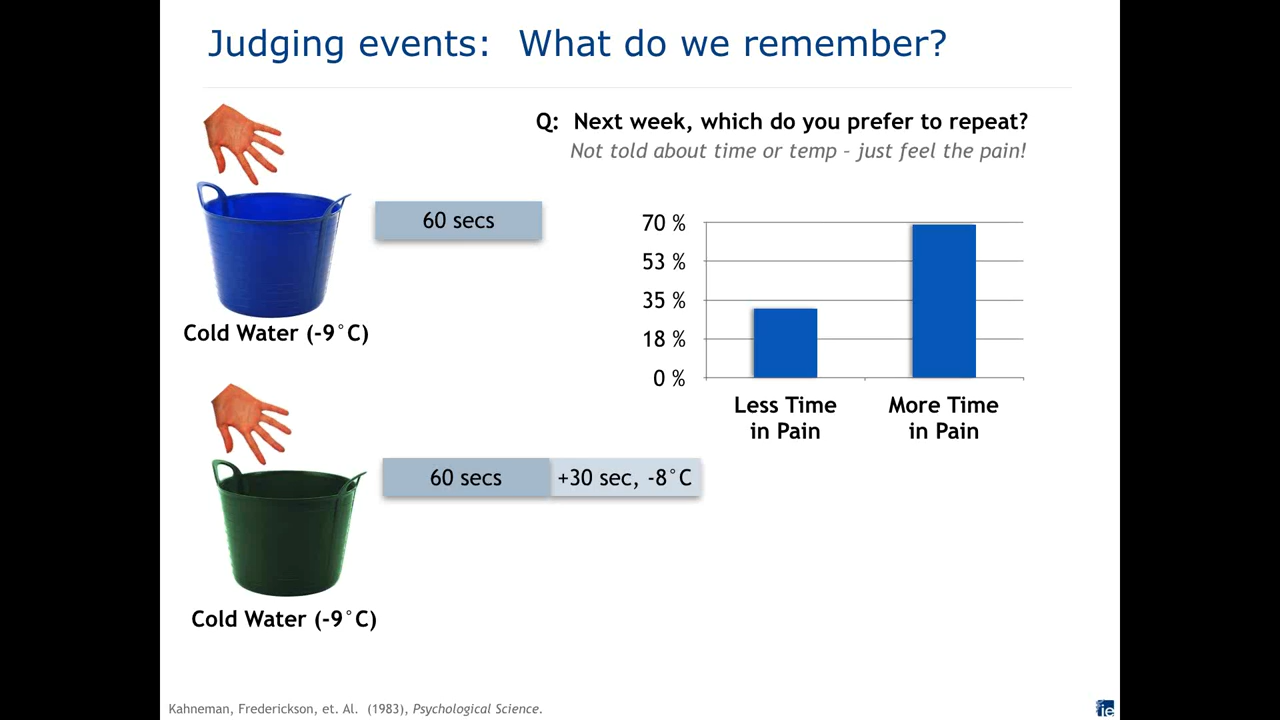 Judging events:  What do we remember?
Q:  Next week, which do you prefer to repeat?
Not told about time or temp – just feel the pain!
60 secs
Cold Water (-9°C)
70 %
53 %
35 %
18 %
0 %
Less Time
in Pain
More Time
in Pain
60 secs
+30 sec, -8°C
Cold Water (-9°C)
Kahneman, Frederickson, et. Al.  (1983), Psychological Science.
ie